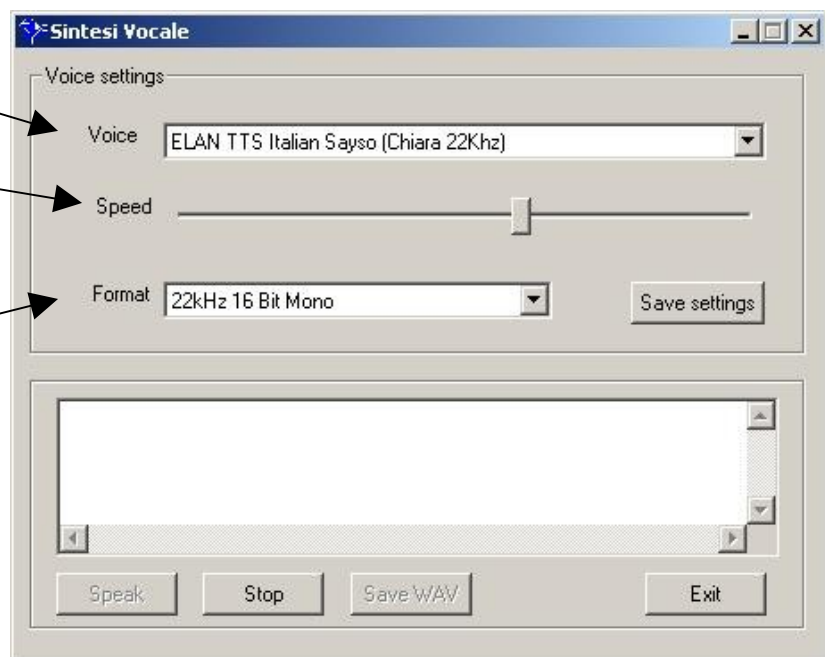 Sintesi Vocale
Voice settings
Voice
ELAN TTS Italian Sayso (Chiara 22Khz)
Speed
Format
22kHz 16 Bit Mono
Save settings
Speak
Stop
Save WAV
Exit